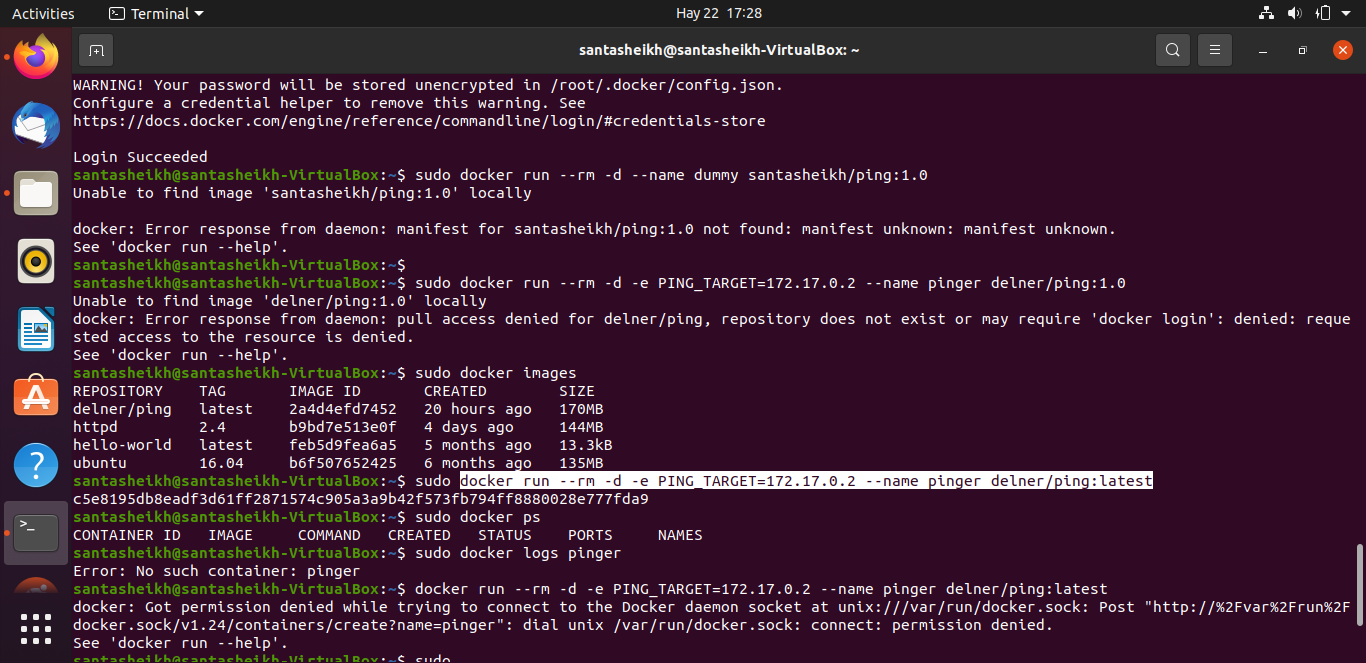 Activities
Terminal
Hay 22 17:28
santasheikh@santasheikh-VirtualBox: ~
WARNING! Your password will be stored unencrypted in /root/.docker/config.json.
Configure a credential helper to remove this warning. See
https://docs.docker.com/engine/reference/commandline/login/#credentials-store
Login Succeeded
santasheikh@santasheikh-VirtualBox:~$ sudo docker run --rm -d --name dummy santasheikh/ping:1.0
Unable to find image 'santasheikh/ping:1.0' locally
docker: Error response from daemon: manifest for santasheikh/ping:1.0 not found: manifest unknown: manifest unknown.
See 'docker run --help'.
santasheikh@santasheikh-VirtualBox:~$
santasheikh@santasheikh-VirtualBox:~$ sudo docker run --rm -d -e PING_TARGET=172.17.0.2 --name pinger delner/ping:1.0
Unable to find image 'delner/ping:1.0' locally
docker: Error response from daemon: pull access denied for delner/ping, repository does not exist or may require 'docker login': denied: reque
sted access to the resource is denied.
See 'docker run --help'.
santasheikh@santasheikh-VirtualBox:~$ sudo docker images
REPOSITORY TAG IMAGE ID CREATED SIZE
delner/ping latest 2a4d4efd7452 20 hours ago 170MB
httpd 2.4 b9bd7e513e0f 4 days ago 144MB
hello-world latest feb5d9fea6a5 5 months ago 13.3kB
ubuntu 16.04 b6f507652425 6 months ago 135MB
santasheikh@santasheikh-VirtualBox:~$ sudo docker run --rm -d -e PING_TARGET=172.17.0.2 --name pinger delner/ping:latest
c5e8195db8eadf3d61ff2871574c905a3a9b42f573fb794ff8880028e777fda9
santasheikh@santasheikh-VirtualBox:~$ sudo docker ps
CONTAINER ID IMAGE COMMAND CREATED STATUS PORTS NAMES
santasheikh@santasheikh-VirtualBox:~$ sudo docker logs pinger
Error: No such container: pinger
santasheikh@santasheikh-VirtualBox:~$ docker run --rm -d -e PING_TARGET=172.17.0.2 --name pinger delner/ping:latest
docker: Got permission denied while trying to connect to the Docker daemon socket at unix:///var/run/docker.sock: Post "http://%2Fvar%2Frun%2F
docker.sock/v1.24/containers/create?name=pinger": dial unix /var/run/docker.sock: connect: permission denied.
See 'docker run --help'.
santasheikh@santasheikh-VirtualBox:~$ sudo